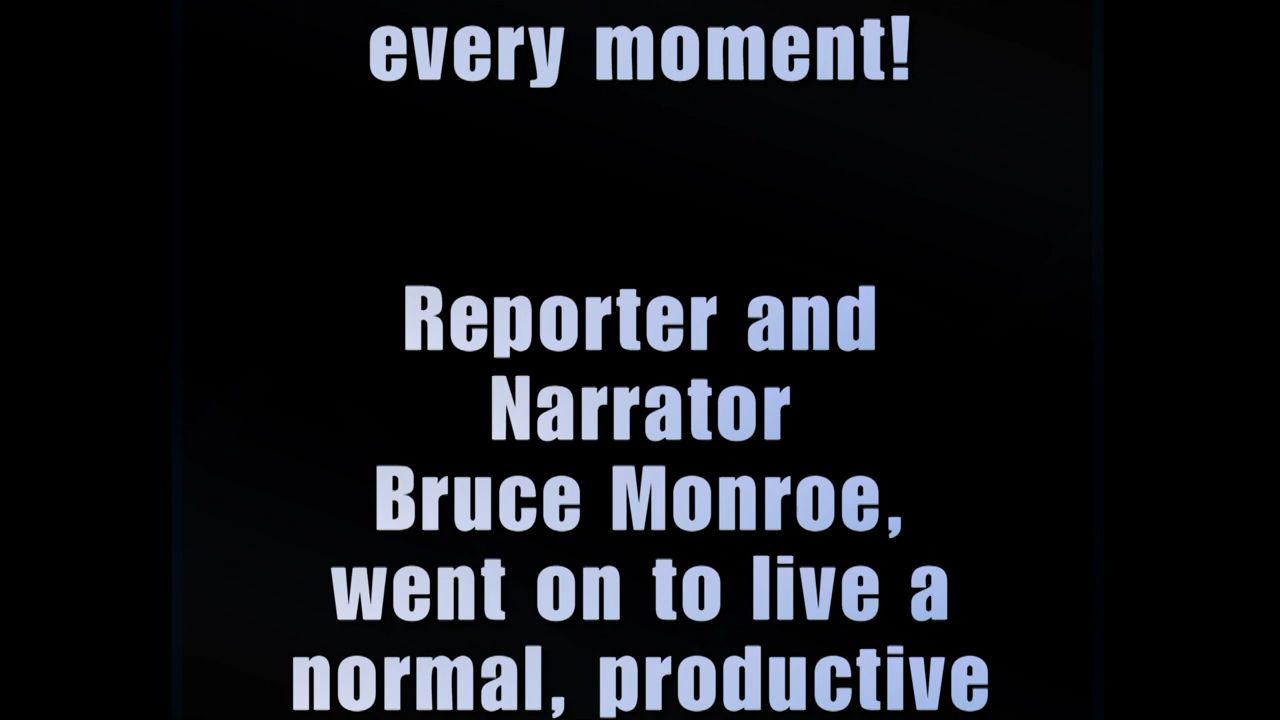 every moment!
Reporter and
Narrator
Bruce Monroe,
went on to live a
normal, productive